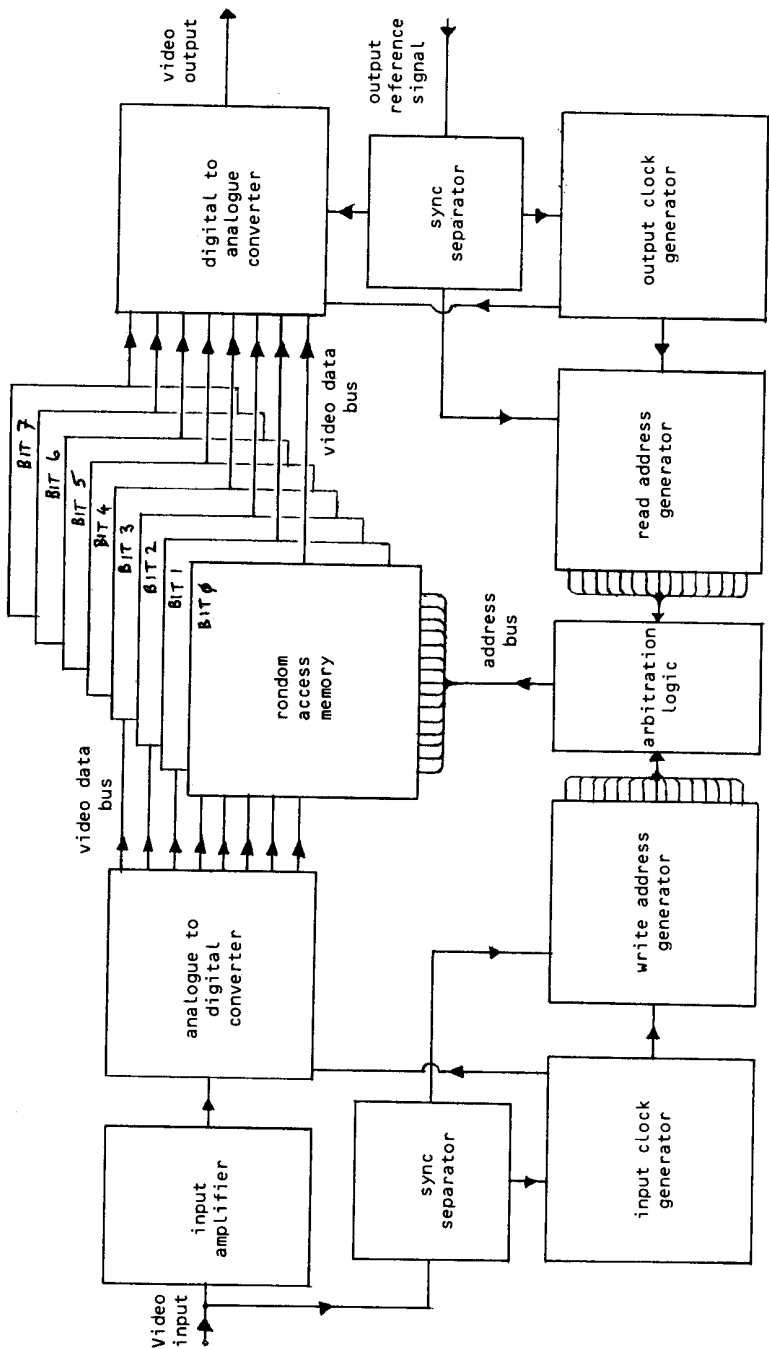 Video
input
input
amplifier
analogue to
digital
converter
video data
bus
BIT 7
BIT 6
BIT 5
BIT 4
BIT 3
BIT 2
BIT 1
BIT ø
rondom
access
memory
video data
bus
digital to
analogue
converter
video
output
sync
separator
input clock
generator
write address
generator
arbitration
logic
address
bus
read address
generator
output clock
generator
sync
separator
output
reference
signal